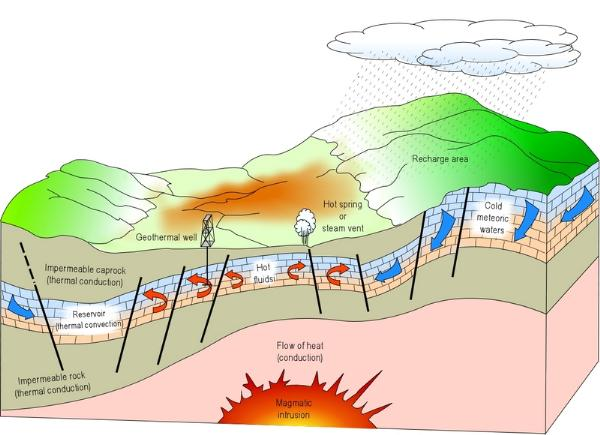 Recharge area
Hot spring
or
steam vent
Cold
meteoric
waters
Geothermal well
Impermeable caprock
(thermal conduction)
Hot
fluids
Reservoir
(thermal convection)
Flow of heat
(conduction)
Impermeable rock
(thermal conduction)
Magmatic
intrusion